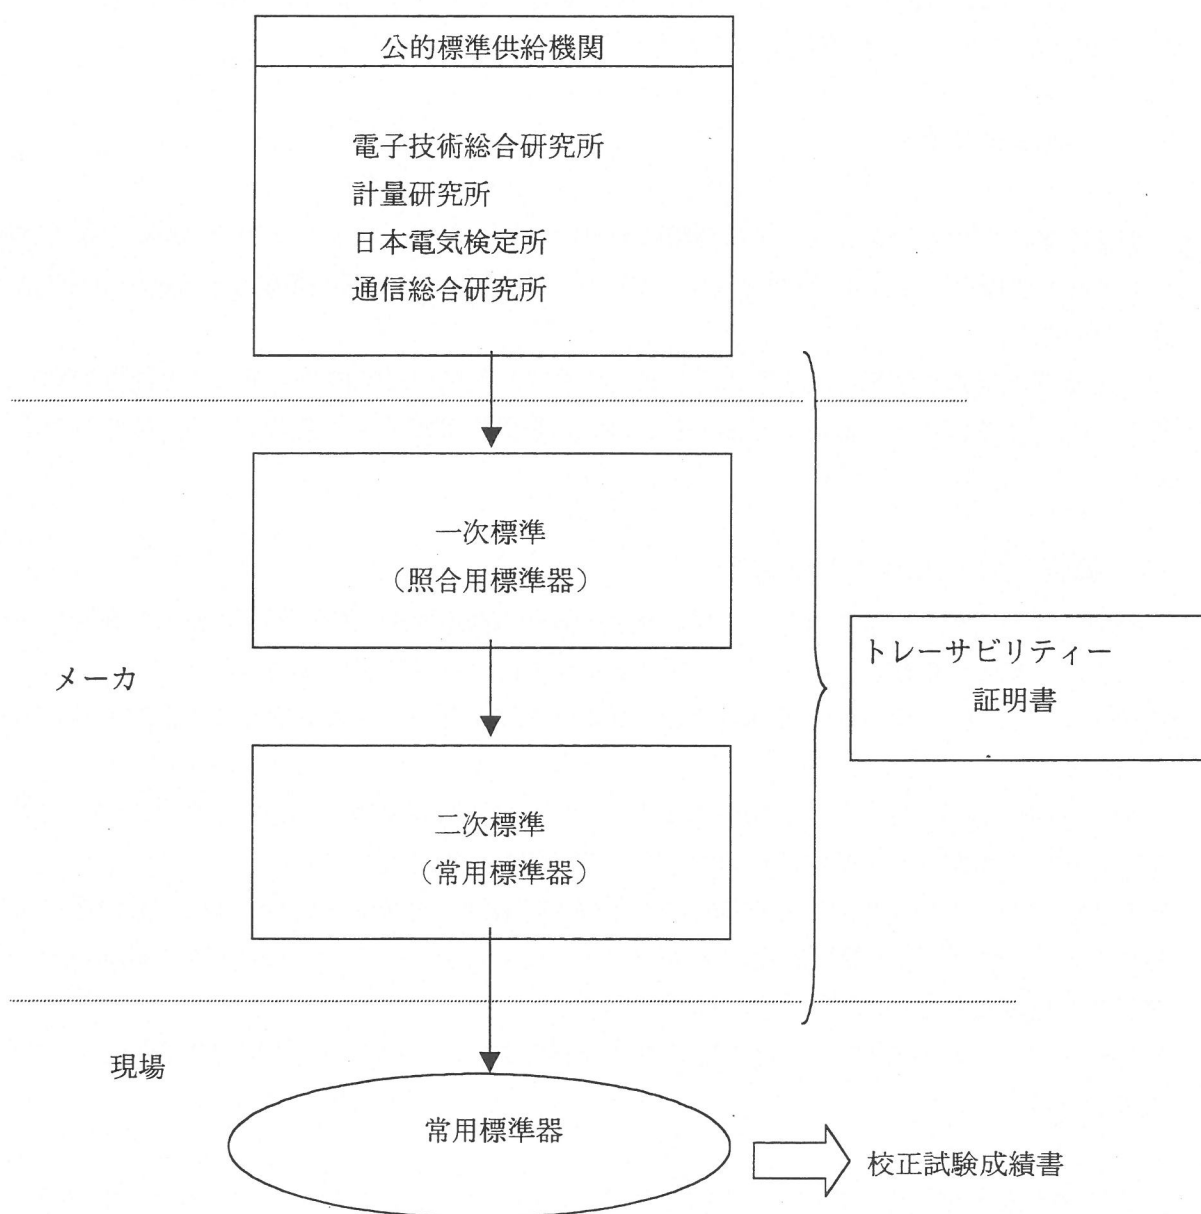 公的標準供給機関
電子技術総合研究所
計量研究所
日本電気検定所
通信総合研究所
一次標準
（照合用標準器）
メーカ
トレーサビリティー
証明書
二次標準
（常用標準器）
現場
常用標準器
校正試験成績書